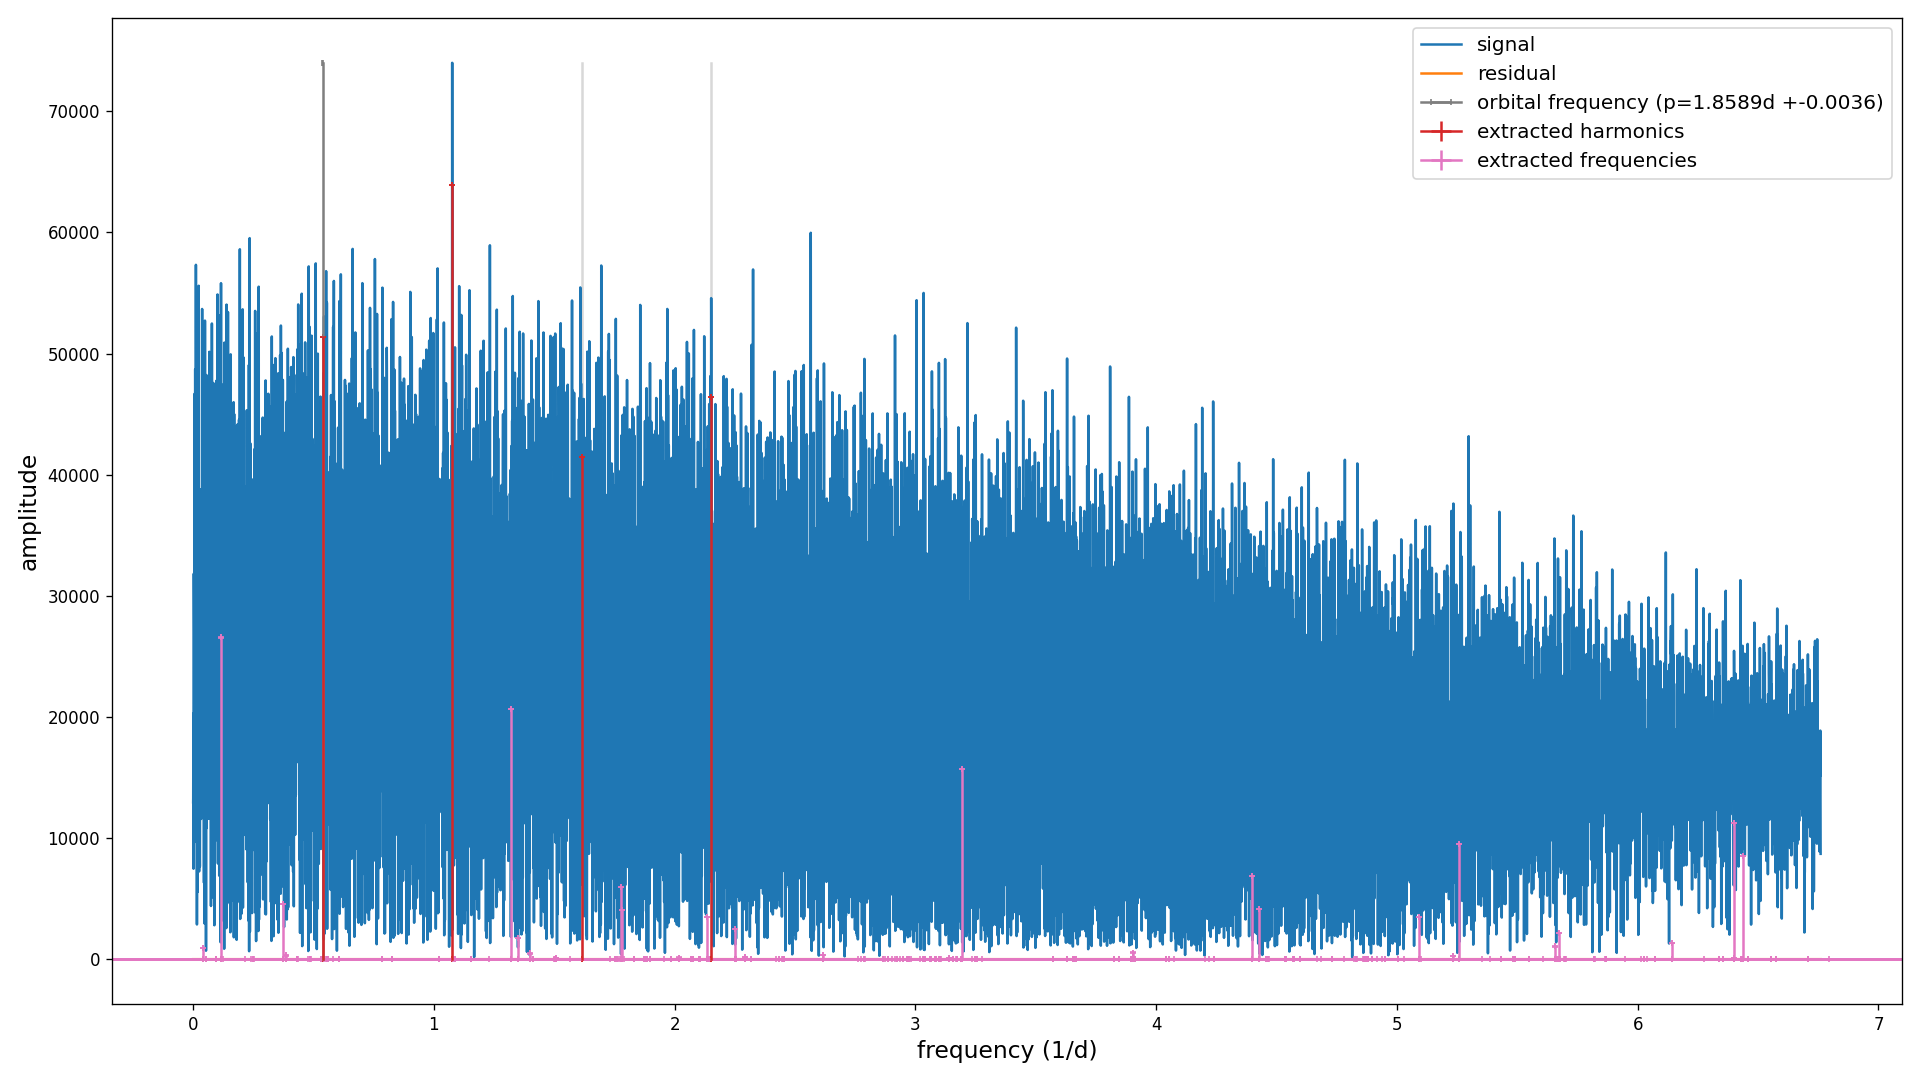 signal
residual
orbital frequency (p=1.8589d +-0.0036)
extracted harmonics
extracted frequencies
amplitude
70000
60000
50000
40000
30000
20000
10000
0
0 1 2 3 4 5 6 7
frequency (1/d)